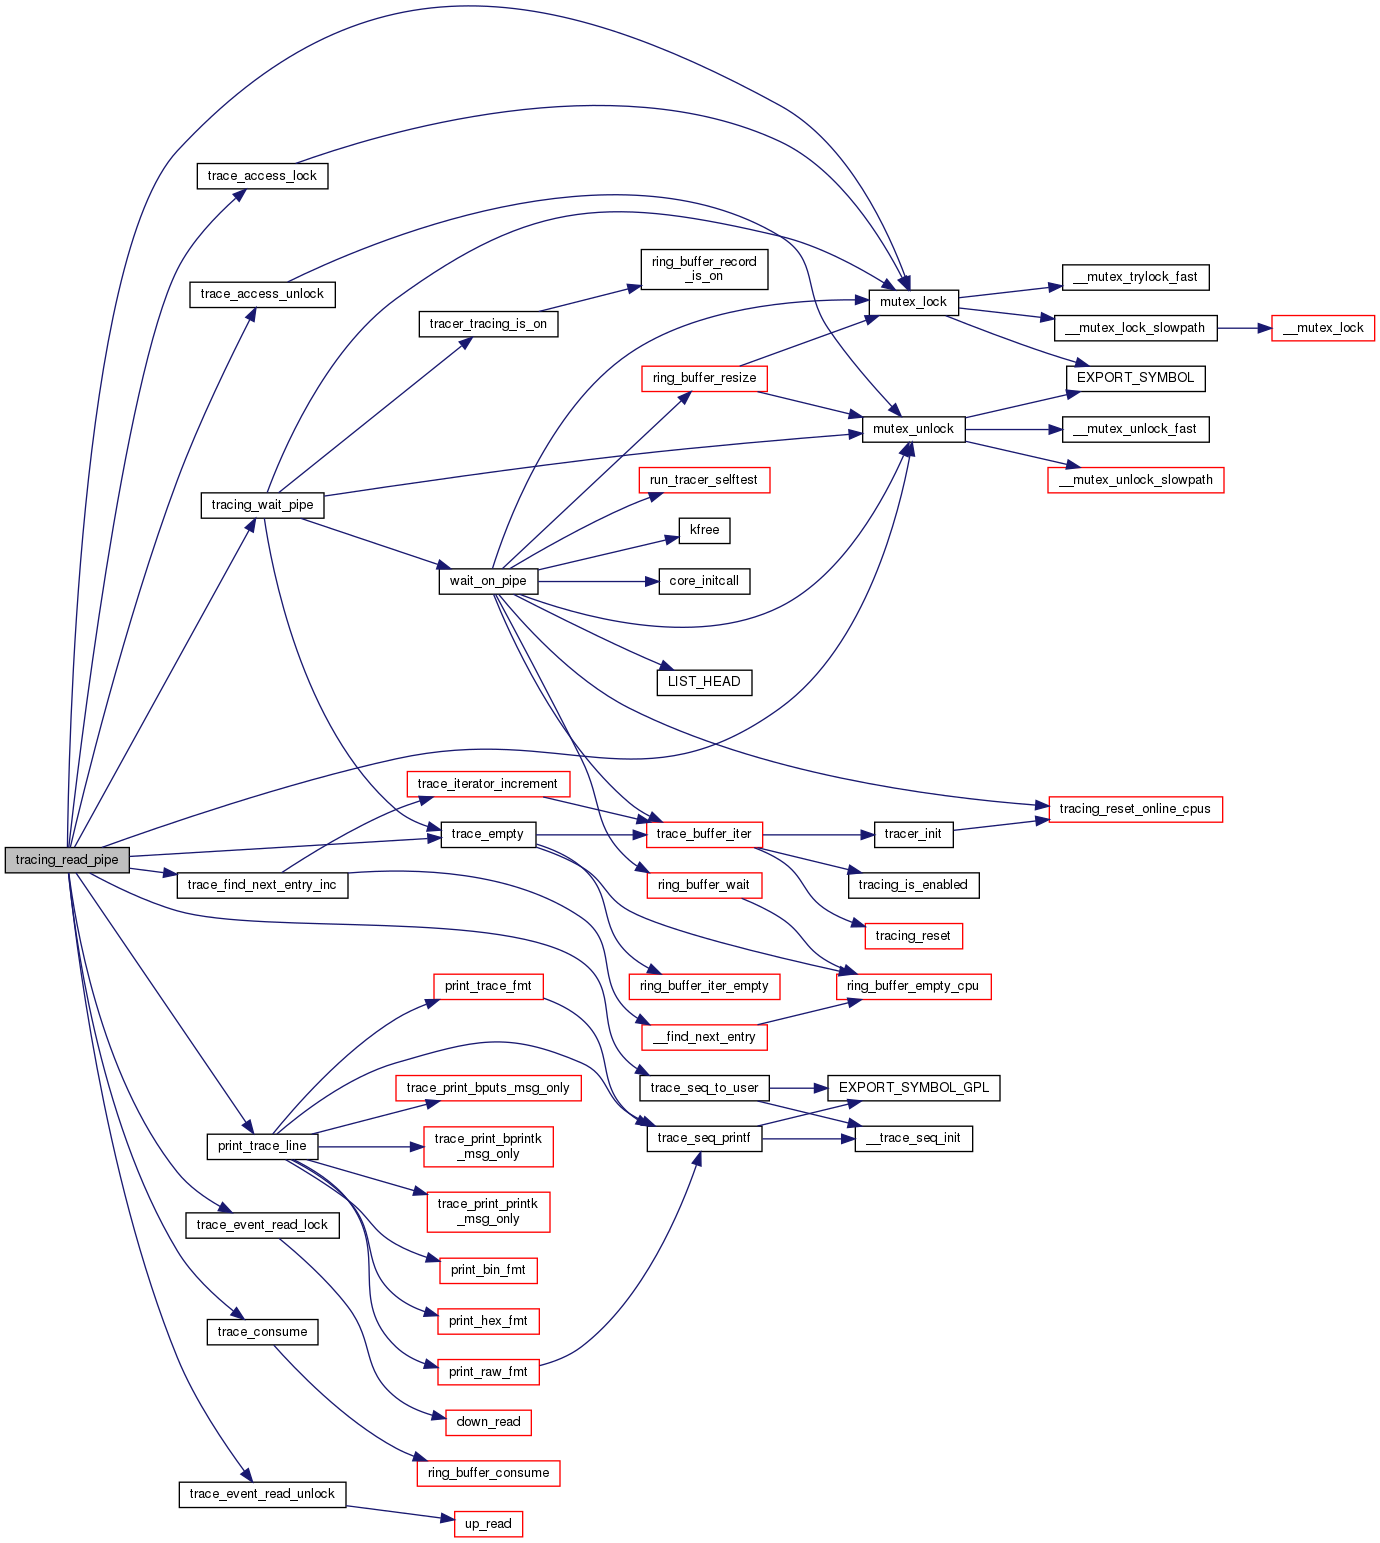 trace_access_lock
ring_buffer_record
_is_on
__mutex_trylock_fast
trace_access_unlock
mutex_lock
tracer_tracing_is_on
__mutex_lock_slowpath
__mutex_lock
ring_buffer_resize
EXPORT_SYMBOL
mutex_unlock
__mutex_unlock_fast
run_tracer_selftest
__mutex_unlock_slowpath
tracing_wait_pipe
kfree
wait_on_pipe
core_initcall
LIST_HEAD
trace_iterator_increment
tracing_reset_online_cpus
trace_empty
trace_buffer_iter
tracer_init
tracing_read_pipe
trace_find_next_entry_inc
ring_buffer_wait
tracing_is_enabled
tracing_reset
print_trace_fmt
ring_buffer_iter_empty
ring_buffer_empty_cpu
__find_next_entry
trace_print_bputs_msg_only
trace_seq_to_user
EXPORT_SYMBOL_GPL
print_trace_line
trace_print_bprintk
_msg_only
trace_seq_printf
__trace_seq_init
trace_print_printk
_msg_only
trace_event_read_lock
print_bin_fmt
print_hex_fmt
trace_consume
print_raw_fmt
down_read
ring_buffer_consume
trace_event_read_unlock
up_read